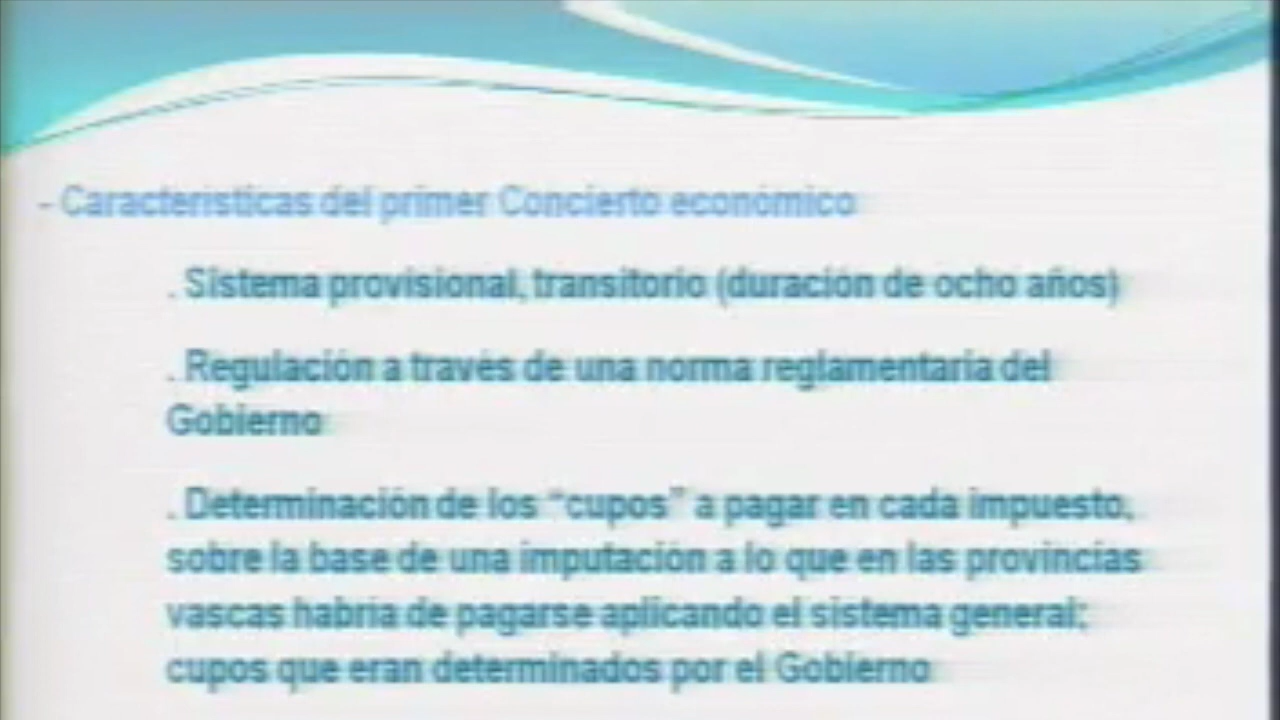 - Características del primer Concierto económico
. Sistema provisional, transitorio (duración de ocho años)
. Regulación a través de una norma reglamentaria del
Gobierno
. Determinación de los “cupos” a pagar en cada impuesto,
sobre la base de una imputación a lo que en las provincias
vascas habría de pagarse aplicando el sistema general;
cupos que eran determinados por el Gobierno